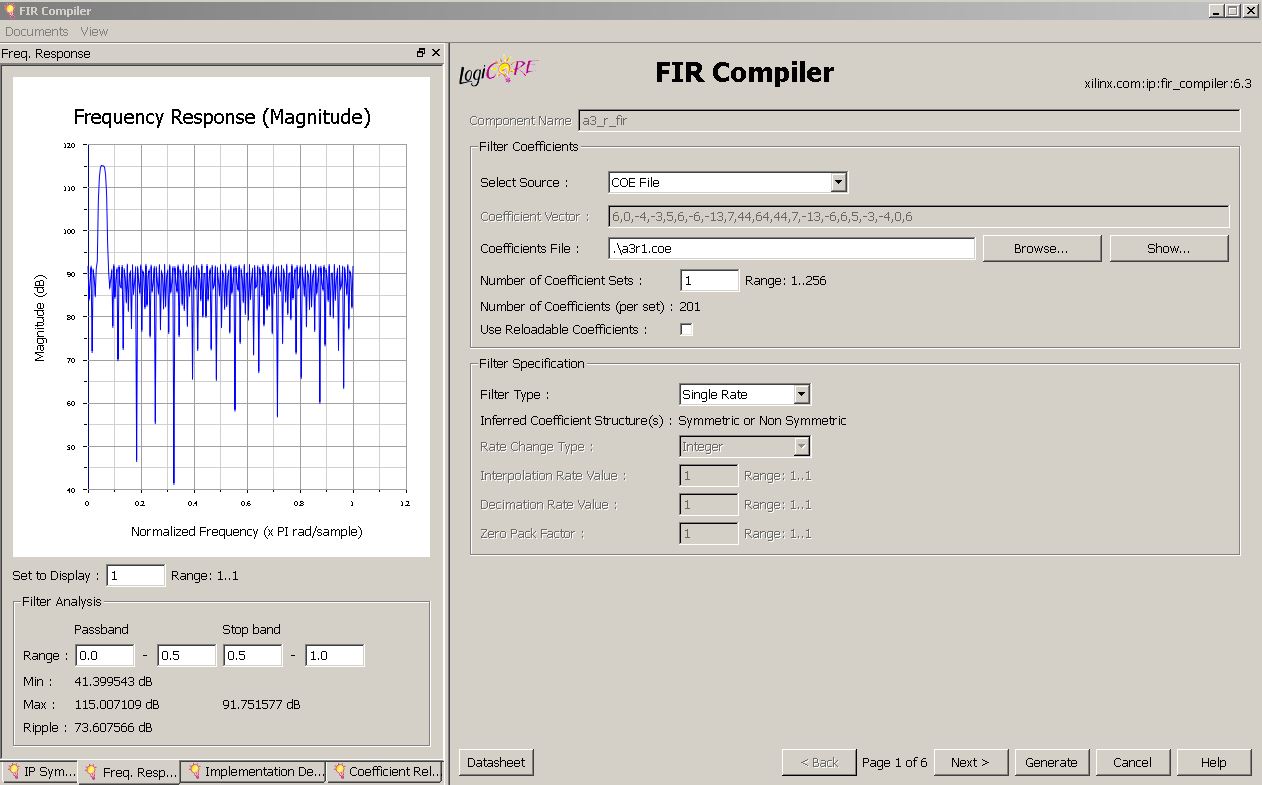 FIR Compiler
Documents View
Freq. Response
Frequency Response (Magnitude)
120
110
100
90
80
70
60
50
40
Magnitude (dB)
0 0.2 0.4 0.6 0.8 1 1.2
Normalized Frequency (x PI rad/sample)
Set to Display : 1 Range: 1..1
Filter Analysis
Passband Stop band
Range : 0.0 - 0.5 0.5 - 1.0
Min : 41.399543 dB
Max : 115.007109 dB 91.751577 dB
Ripple : 73.607566 dB
IP Sym... Freq. Resp... Implementation De... Coefficient Rel...
LogiCORE
FIR Compiler
xilinx.com:ip:fir_compiler:6.3
Component Name a3_r_fir
Filter Coefficients
Select Source : COE File
Coefficient Vector : 6,0,-4,-3,5,6,-6,-13,7,44,64,44,7,-13,-6,6,5,-3,-4,0,6
Coefficients File : .\a3r1.coe Browse... Show...
Number of Coefficient Sets : 1 Range: 1..256
Number of Coefficients (per set) : 201
Use Reloadable Coefficients :
Filter Specification
Filter Type : Single Rate
Inferred Coefficient Structure(s) : Symmetric or Non Symmetric
Rate Change Type : Integer
Interpolation Rate Value : 1 Range: 1..1
Decimation Rate Value : 1 Range: 1..1
Zero Pack Factor : 1 Range: 1..1
Datasheet < Back Page 1 of 6 Next > Generate Cancel Help